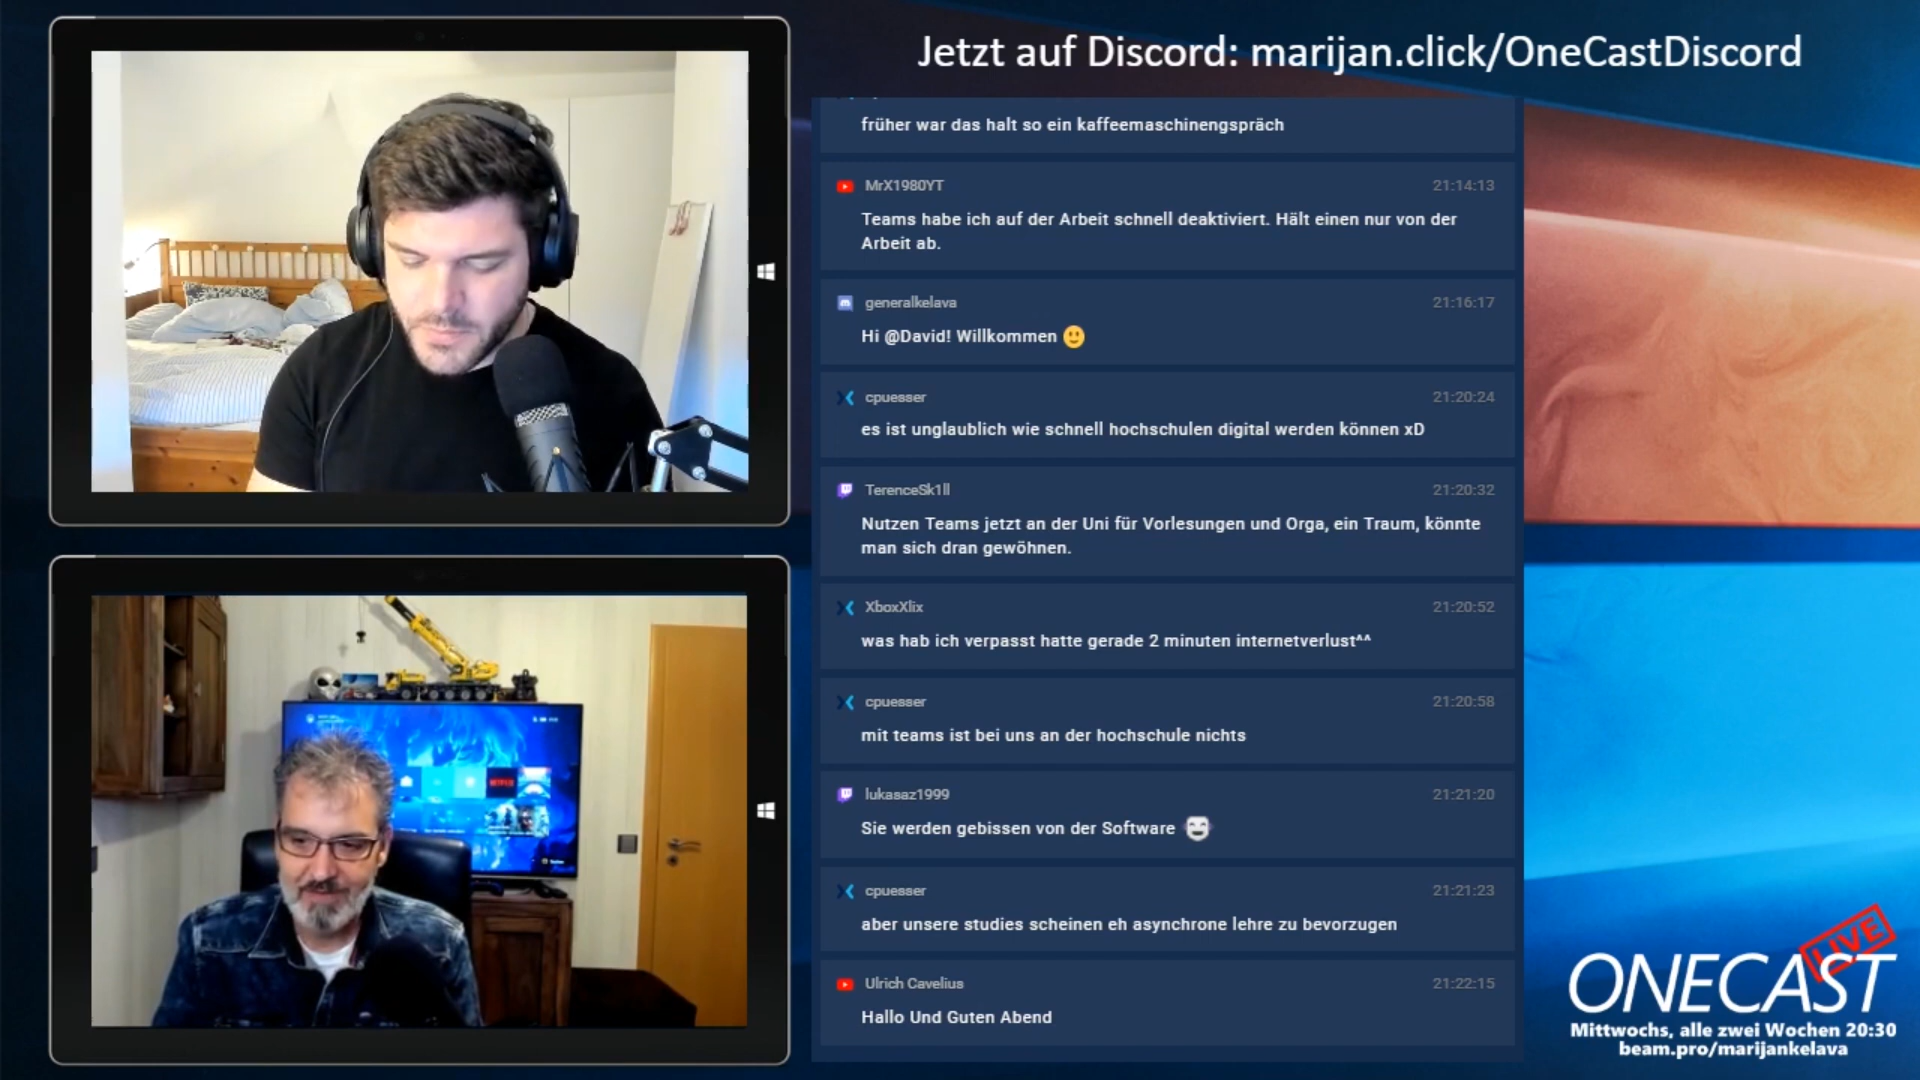 Jetzt auf Discord: marijan.click/OneCastDiscord
früher war das halt so ein kaffeemaschinengspräch
MrX1980YT 21:14:13
Teams habe ich auf der Arbeit schnell deaktiviert. Hält einen nur von der
Arbeit ab.
generalkelava 21:16:17
Hi @David! Willkommen 🙂
cpuesser 21:20:24
es ist unglaublich wie schnell hochschulen digital werden können xD
TerenceSk1ll 21:20:32
Nutzen Teams jetzt an der Uni für Vorlesungen und Orga, ein Traum, könnte
man sich dran gewöhnen.
XboxXlix 21:20:52
was hab ich verpasst hatte gerade 2 minuten internetverlust^^
cpuesser 21:20:58
mit teams ist bei uns an der hochschule nichts
lukasaz1999 21:21:20
Sie werden gebissen von der Software
cpuesser 21:21:23
aber unsere studies scheinen eh asynchrone lehre zu bevorzugen
Ulrich Cavelius 21:22:15
Hallo Und Guten Abend
NETFLIX
LIVE
ONECAST
Mittwochs, alle zwei Wochen 20:30
beam.pro/marijankelava